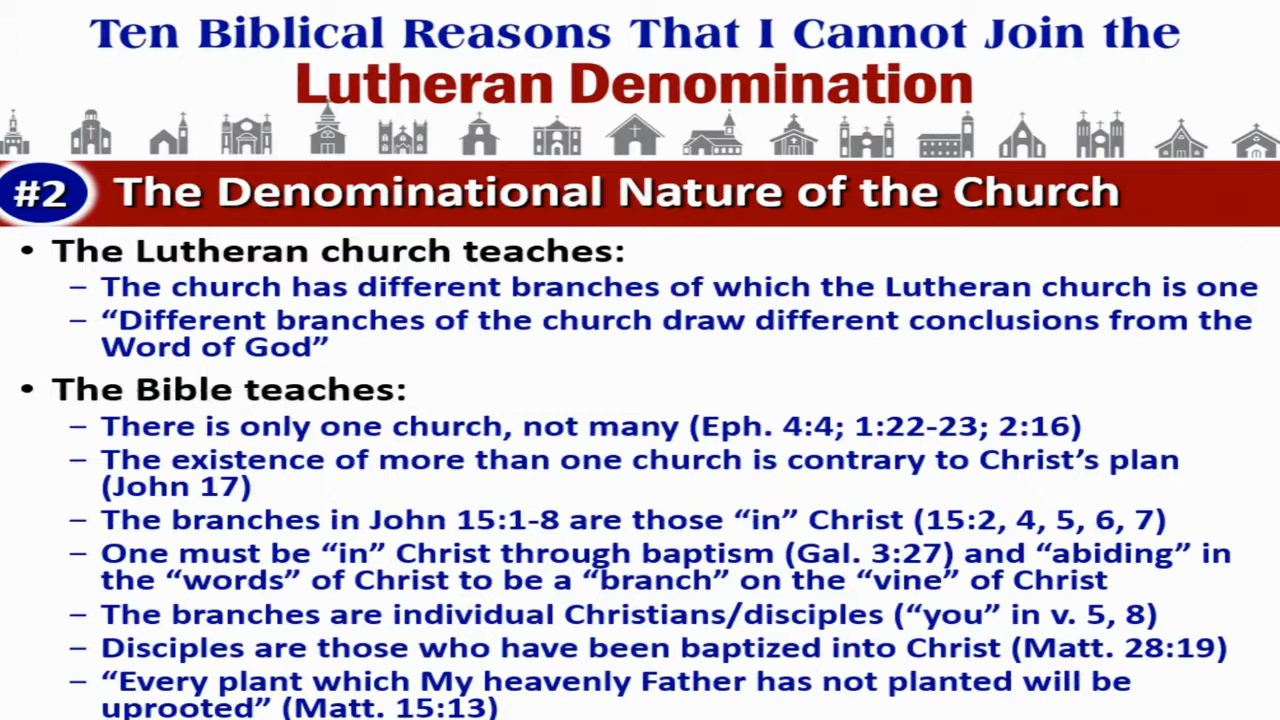 Ten Biblical Reasons That I Cannot Join the
Lutheran Denomination
#2 The Denominational Nature of the Church
• The Lutheran church teaches:
– The church has different branches of which the Lutheran church is one
– “Different branches of the church draw different conclusions from the
Word of God”
• The Bible teaches:
– There is only one church, not many (Eph. 4:4; 1:22-23; 2:16)
– The existence of more than one church is contrary to Christ’s plan
(John 17)
– The branches in John 15:1-8 are those “in” Christ (15:2, 4, 5, 6, 7)
– One must be “in” Christ through baptism (Gal. 3:27) and “abiding” in
the “words” of Christ to be a “branch” on the “vine” of Christ
– The branches are individual Christians/disciples (“you” in v. 5, 8)
– Disciples are those who have been baptized into Christ (Matt. 28:19)
– “Every plant which My heavenly Father has not planted will be
uprooted” (Matt. 15:13)